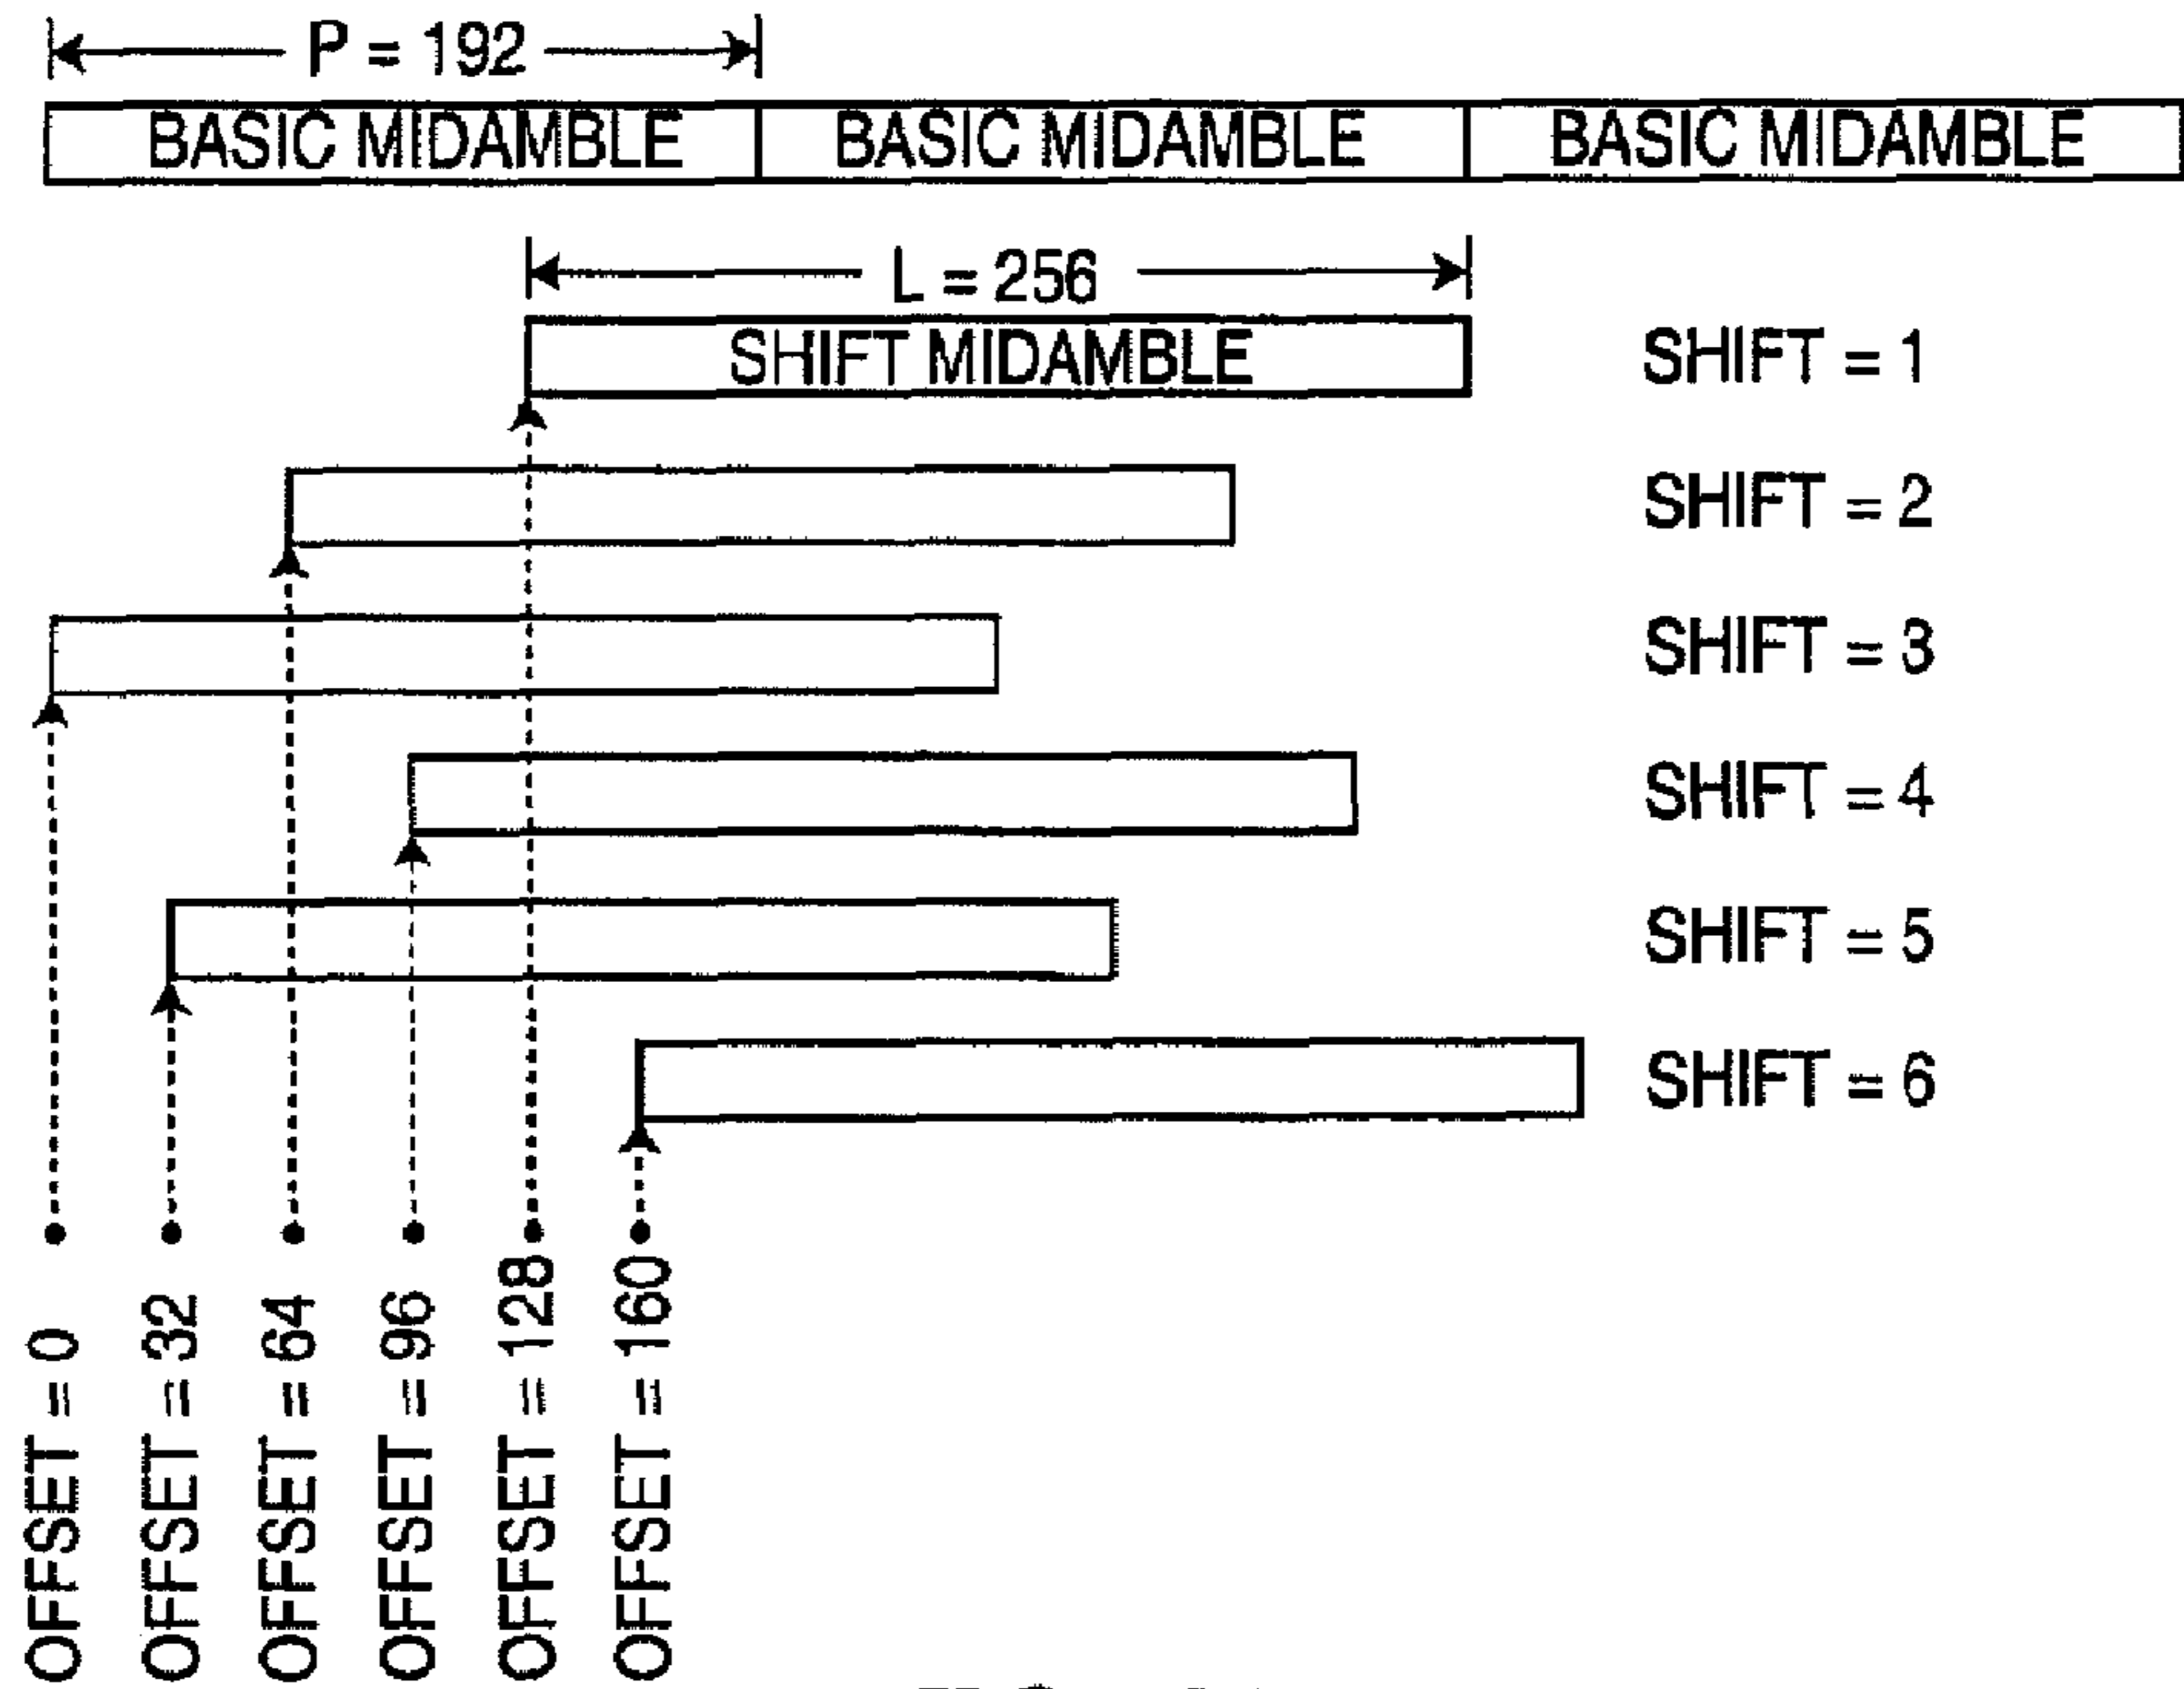 P = 192
BASIC MIDAMBLE BASIC MIDAMBLE BASIC MIDAMBLE
L = 256
SHIFT MIDAMBLE SHIFT = 1
SHIFT = 2
SHIFT = 3
SHIFT = 4
SHIFT = 5
SHIFT = 6
OFFSET = 0
OFFSET = 32
OFFSET = 64
OFFSET = 96
OFFSET = 128
OFFSET = 160